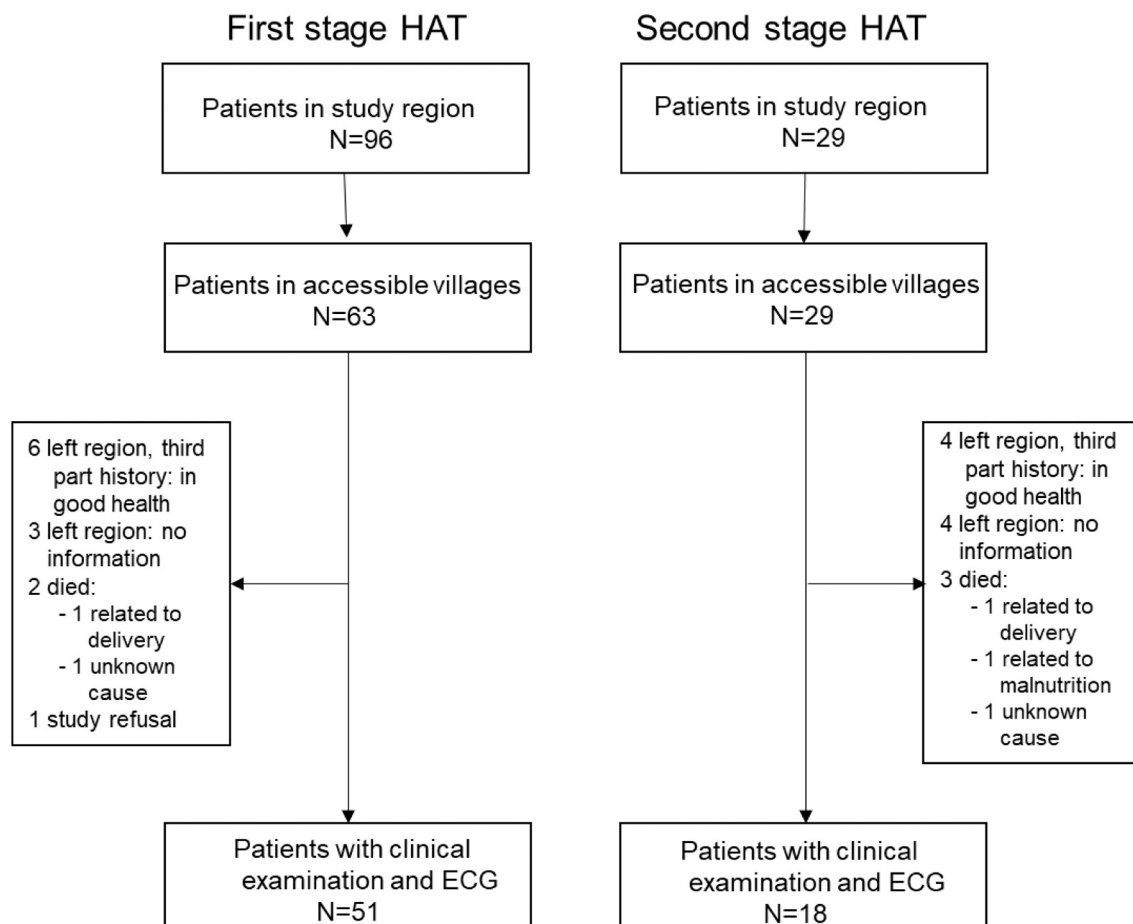 First stage HAT
Patients in study region
N=96
Patients in accessible villages
N=63
6 left region, third
part history: in
good health
3 left region: no
information
2 died:
- 1 related to
delivery
- 1 unknown
cause
1 study refusal
Patients with clinical
examination and ECG
N=51
Second stage HAT
Patients in study region
N=29
Patients in accessible villages
N=29
4 left region, third
part history: in
good health
4 left region: no
information
3 died:
- 1 related to
delivery
- 1 related to
malnutrition
- 1 unknown
cause
Patients with clinical
examination and ECG
N=18